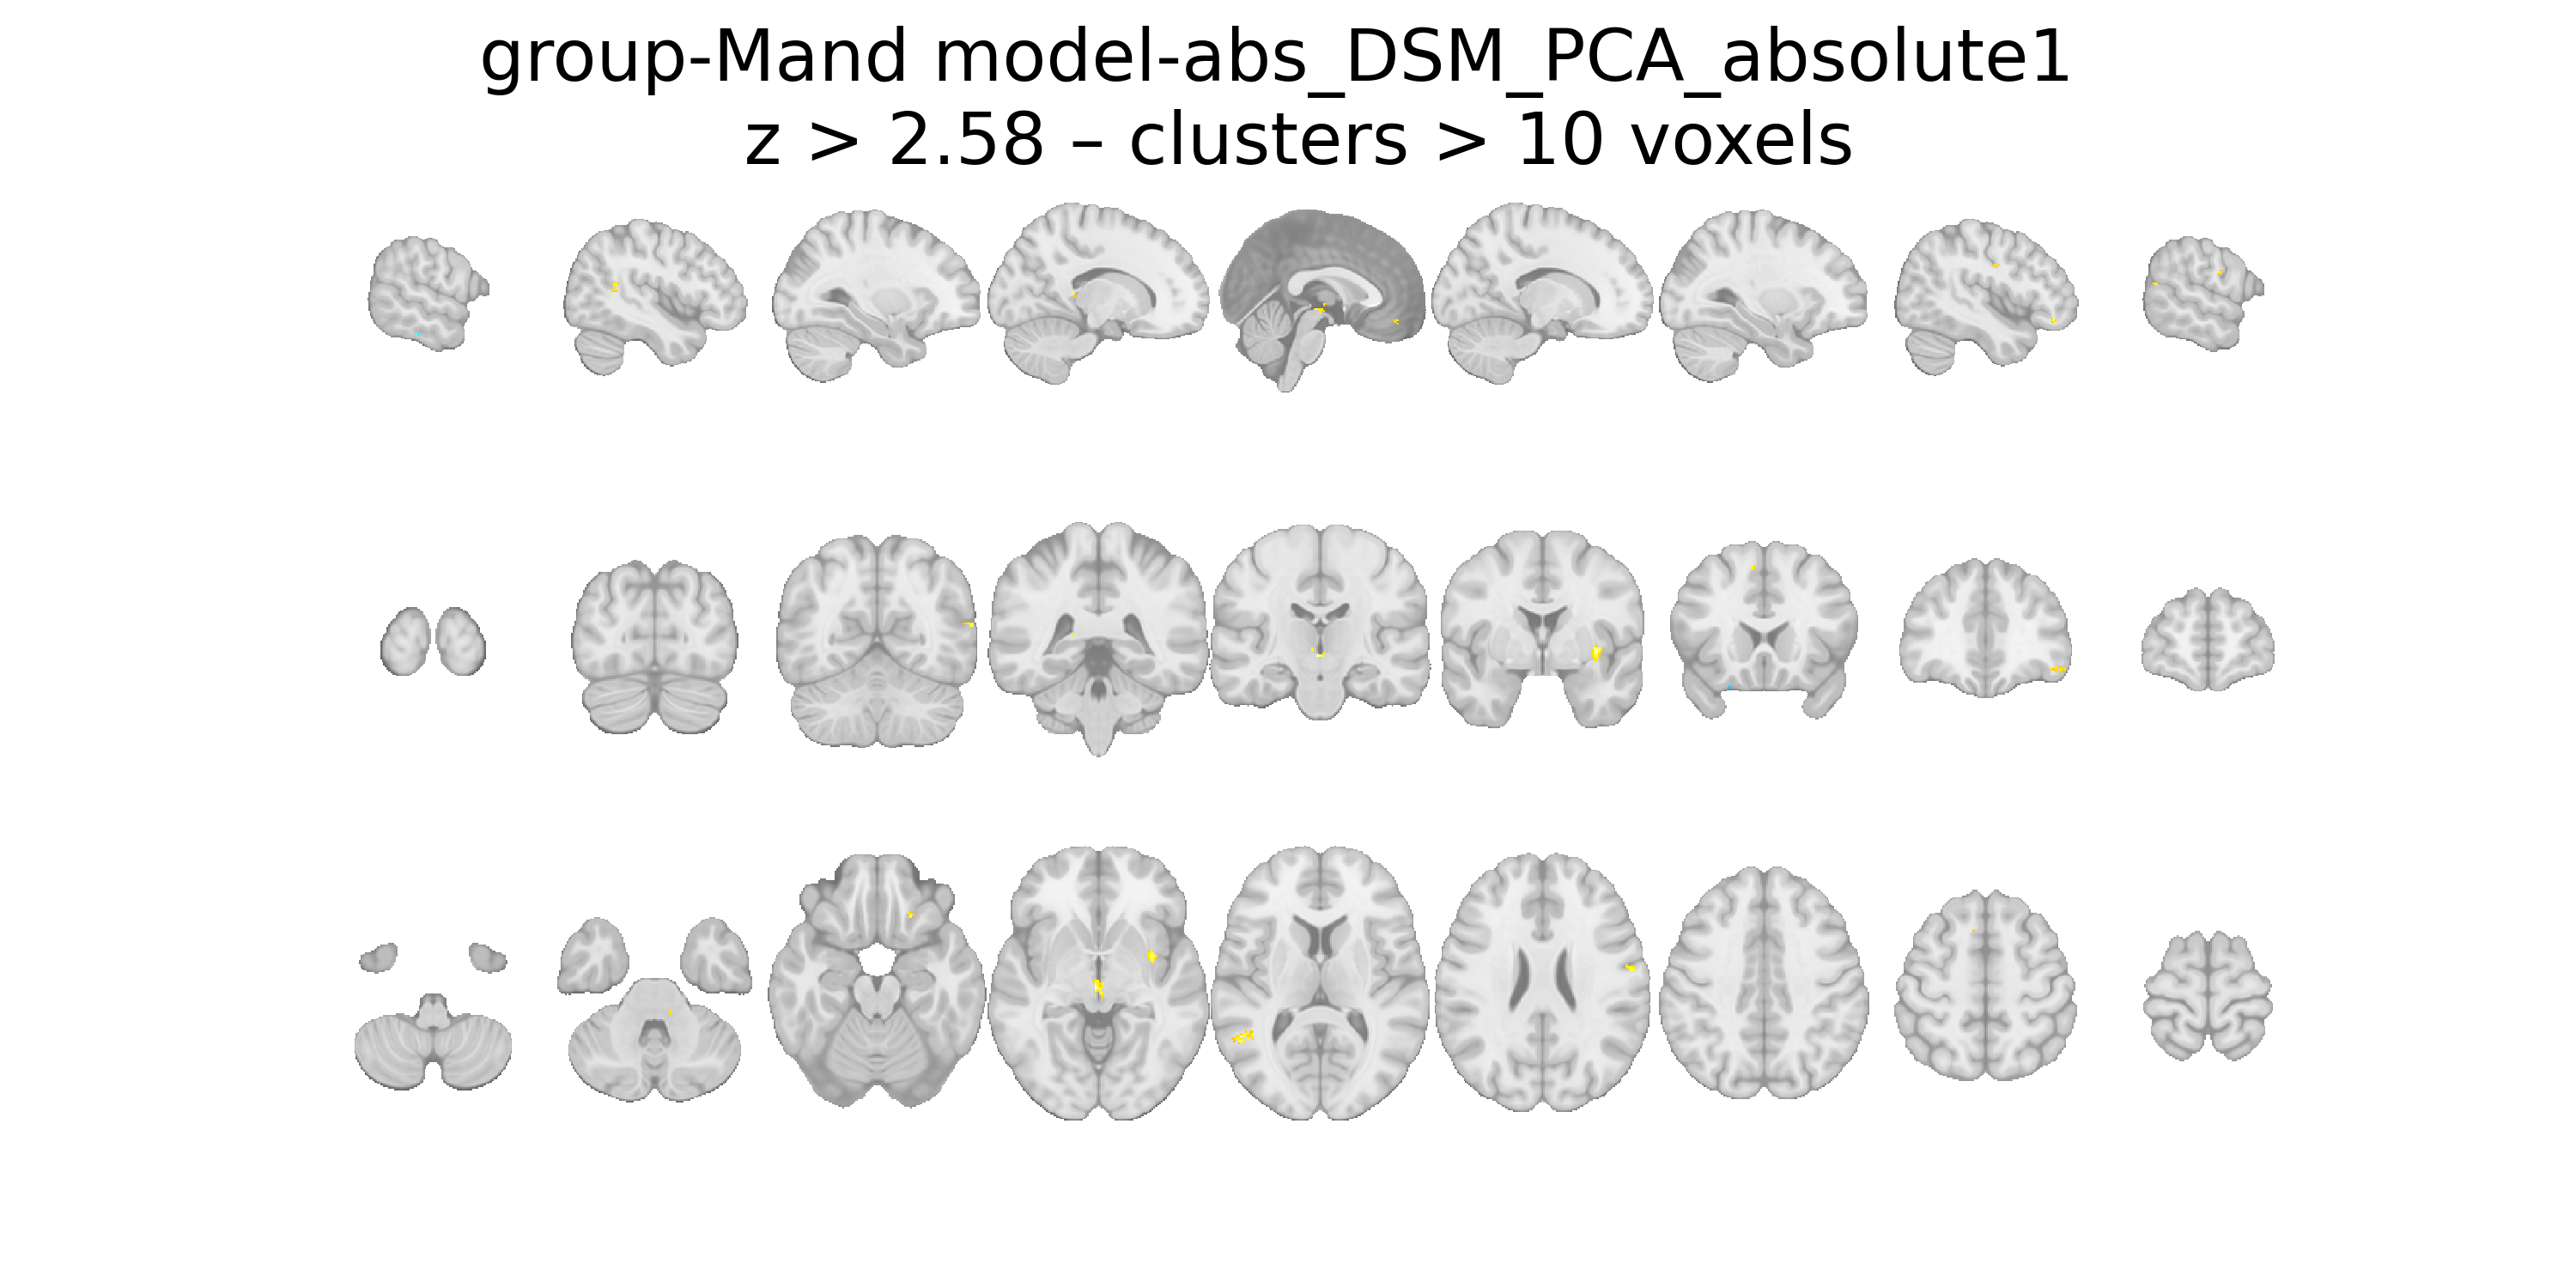 group-Mand model-abs_DSM_PCA_absolute1
z > 2.58 – clusters > 10 voxels